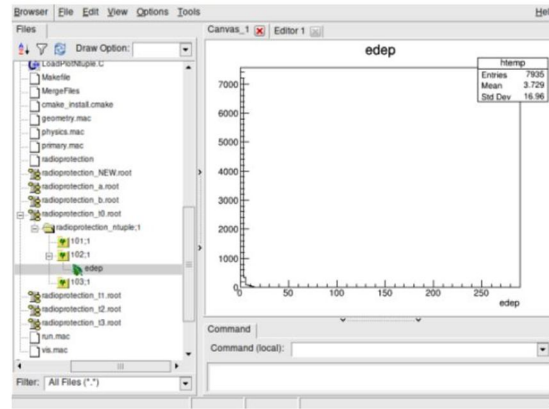 Browser File Edit View Options Tools
Files
Draw Option:
LoadPlotNtuple.C
Makefile
MergeFiles
cmake_install.cmake
geometry.mac
physics.mac
primary.mac
radioprotection
radioprotection_NEW.root
radioprotection_a.root
radioprotection_b.root
radioprotection_t0.root
radioprotection_ntuple;1
101;1
102;1
edep
103;1
radioprotection_t1.root
radioprotection_t2.root
radioprotection_t3.root
run.mac
vis.mac
Filter: All Files (*.*)
Canvas_1 Editor 1
edep
htemp
Entries 7935
Mean 3.729
Std Dev 16.96
7000
6000
5000
4000
3000
2000
1000
0
0 50 100 150 200 250
edep
Command
Command (local):